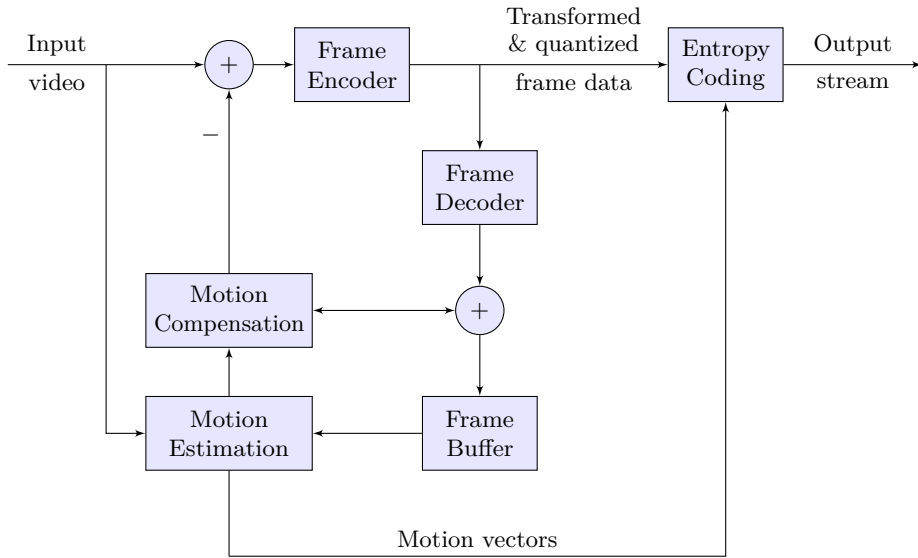 Input
video
+
Frame
Encoder
Transformed
& quantized
frame data
Entropy
Coding
Output
stream
−
Frame
Decoder
Motion
Compensation
+
Motion
Estimation
Frame
Buffer
Motion vectors